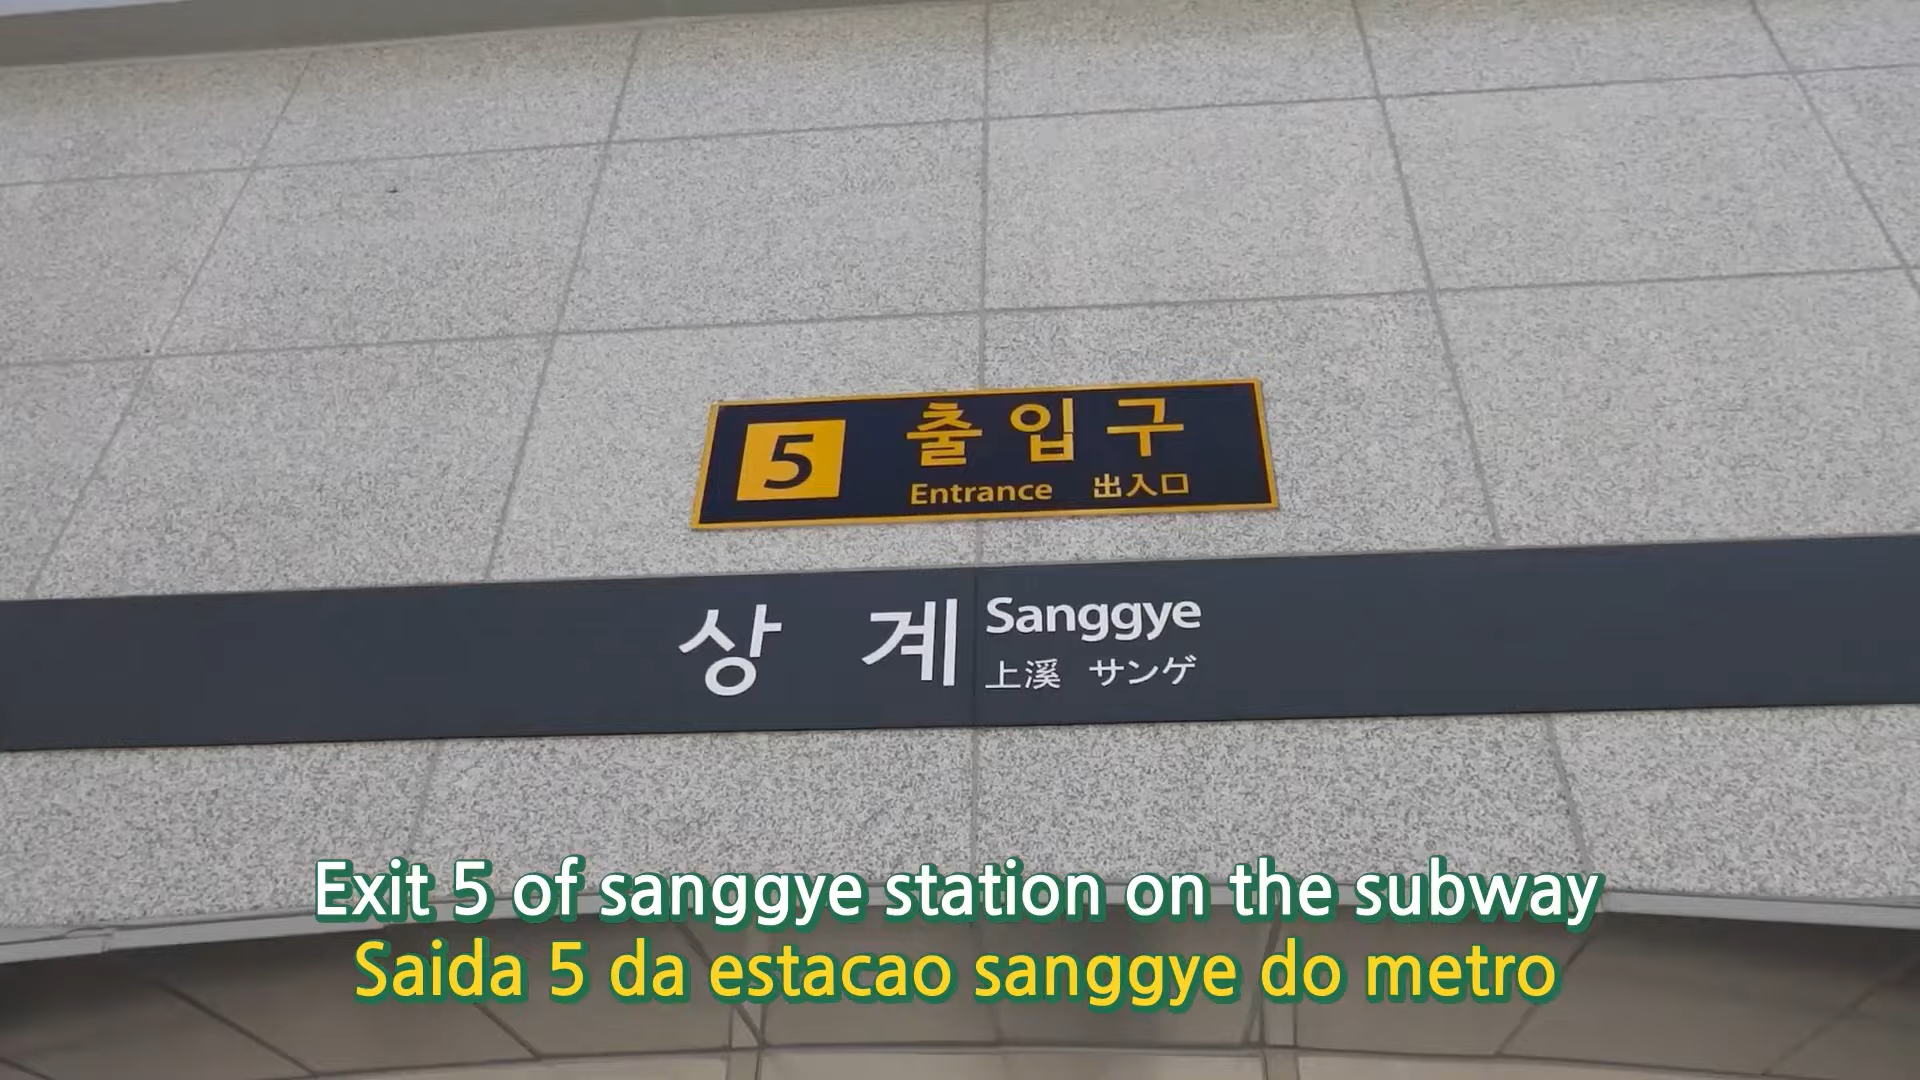 5 출입구
Entrance 出入口
상계 Sanggye
上溪 サンゲ
Exit 5 of sanggye station on the subway
Saida 5 da estacao sanggye do metro